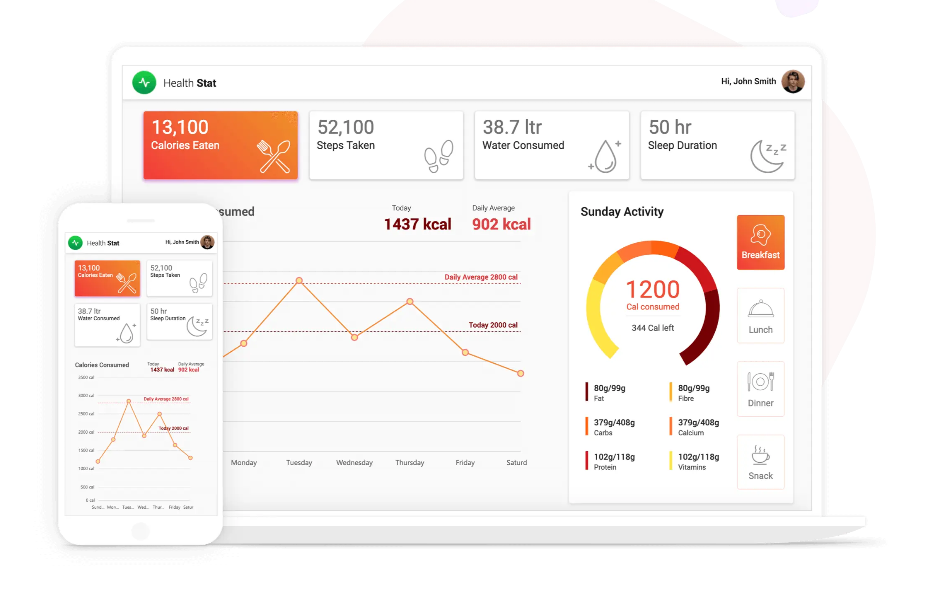 Health Stat
Hi, John Smith
13,100
Calories Eaten
52,100
Steps Taken
38.7 ltr
Water Consumed
50 hr
Sleep Duration
zzz
sumed
Today
1437 kcal
Daily Average
902 kcal
Daily Average 2800 cal
Today 2000 cal
Monday
Tuesday
Wednesday
Thursday
Friday
Saturd
Sunday Activity
1200
Cal consumed
344 Cal left
80g/99g
Fat
80g/99g
Fibre
379g/408g
Carbs
379g/408g
Calcium
102g/118g
Protein
102g/118g
Vitamins
Breakfast
Lunch
Dinner
Snack
Health Stat
Hi, John Smith
13,100
Calories Eaten
52,100
Steps Taken
38.7 ltr
Water Consumed
50 hr
Sleep Duration
zzz
Calories Consumed
Today
1437 kcal
Daily Average
902 kcal
3500 cal
3000 cal
2500 cal
2000 cal
1500 cal
1000 cal
500 cal
0 cal
Daily Average 2800 cal
Today 2000 cal
Sund...
Mon...
Tues...
Wed...
Thur...
Friday
Satur